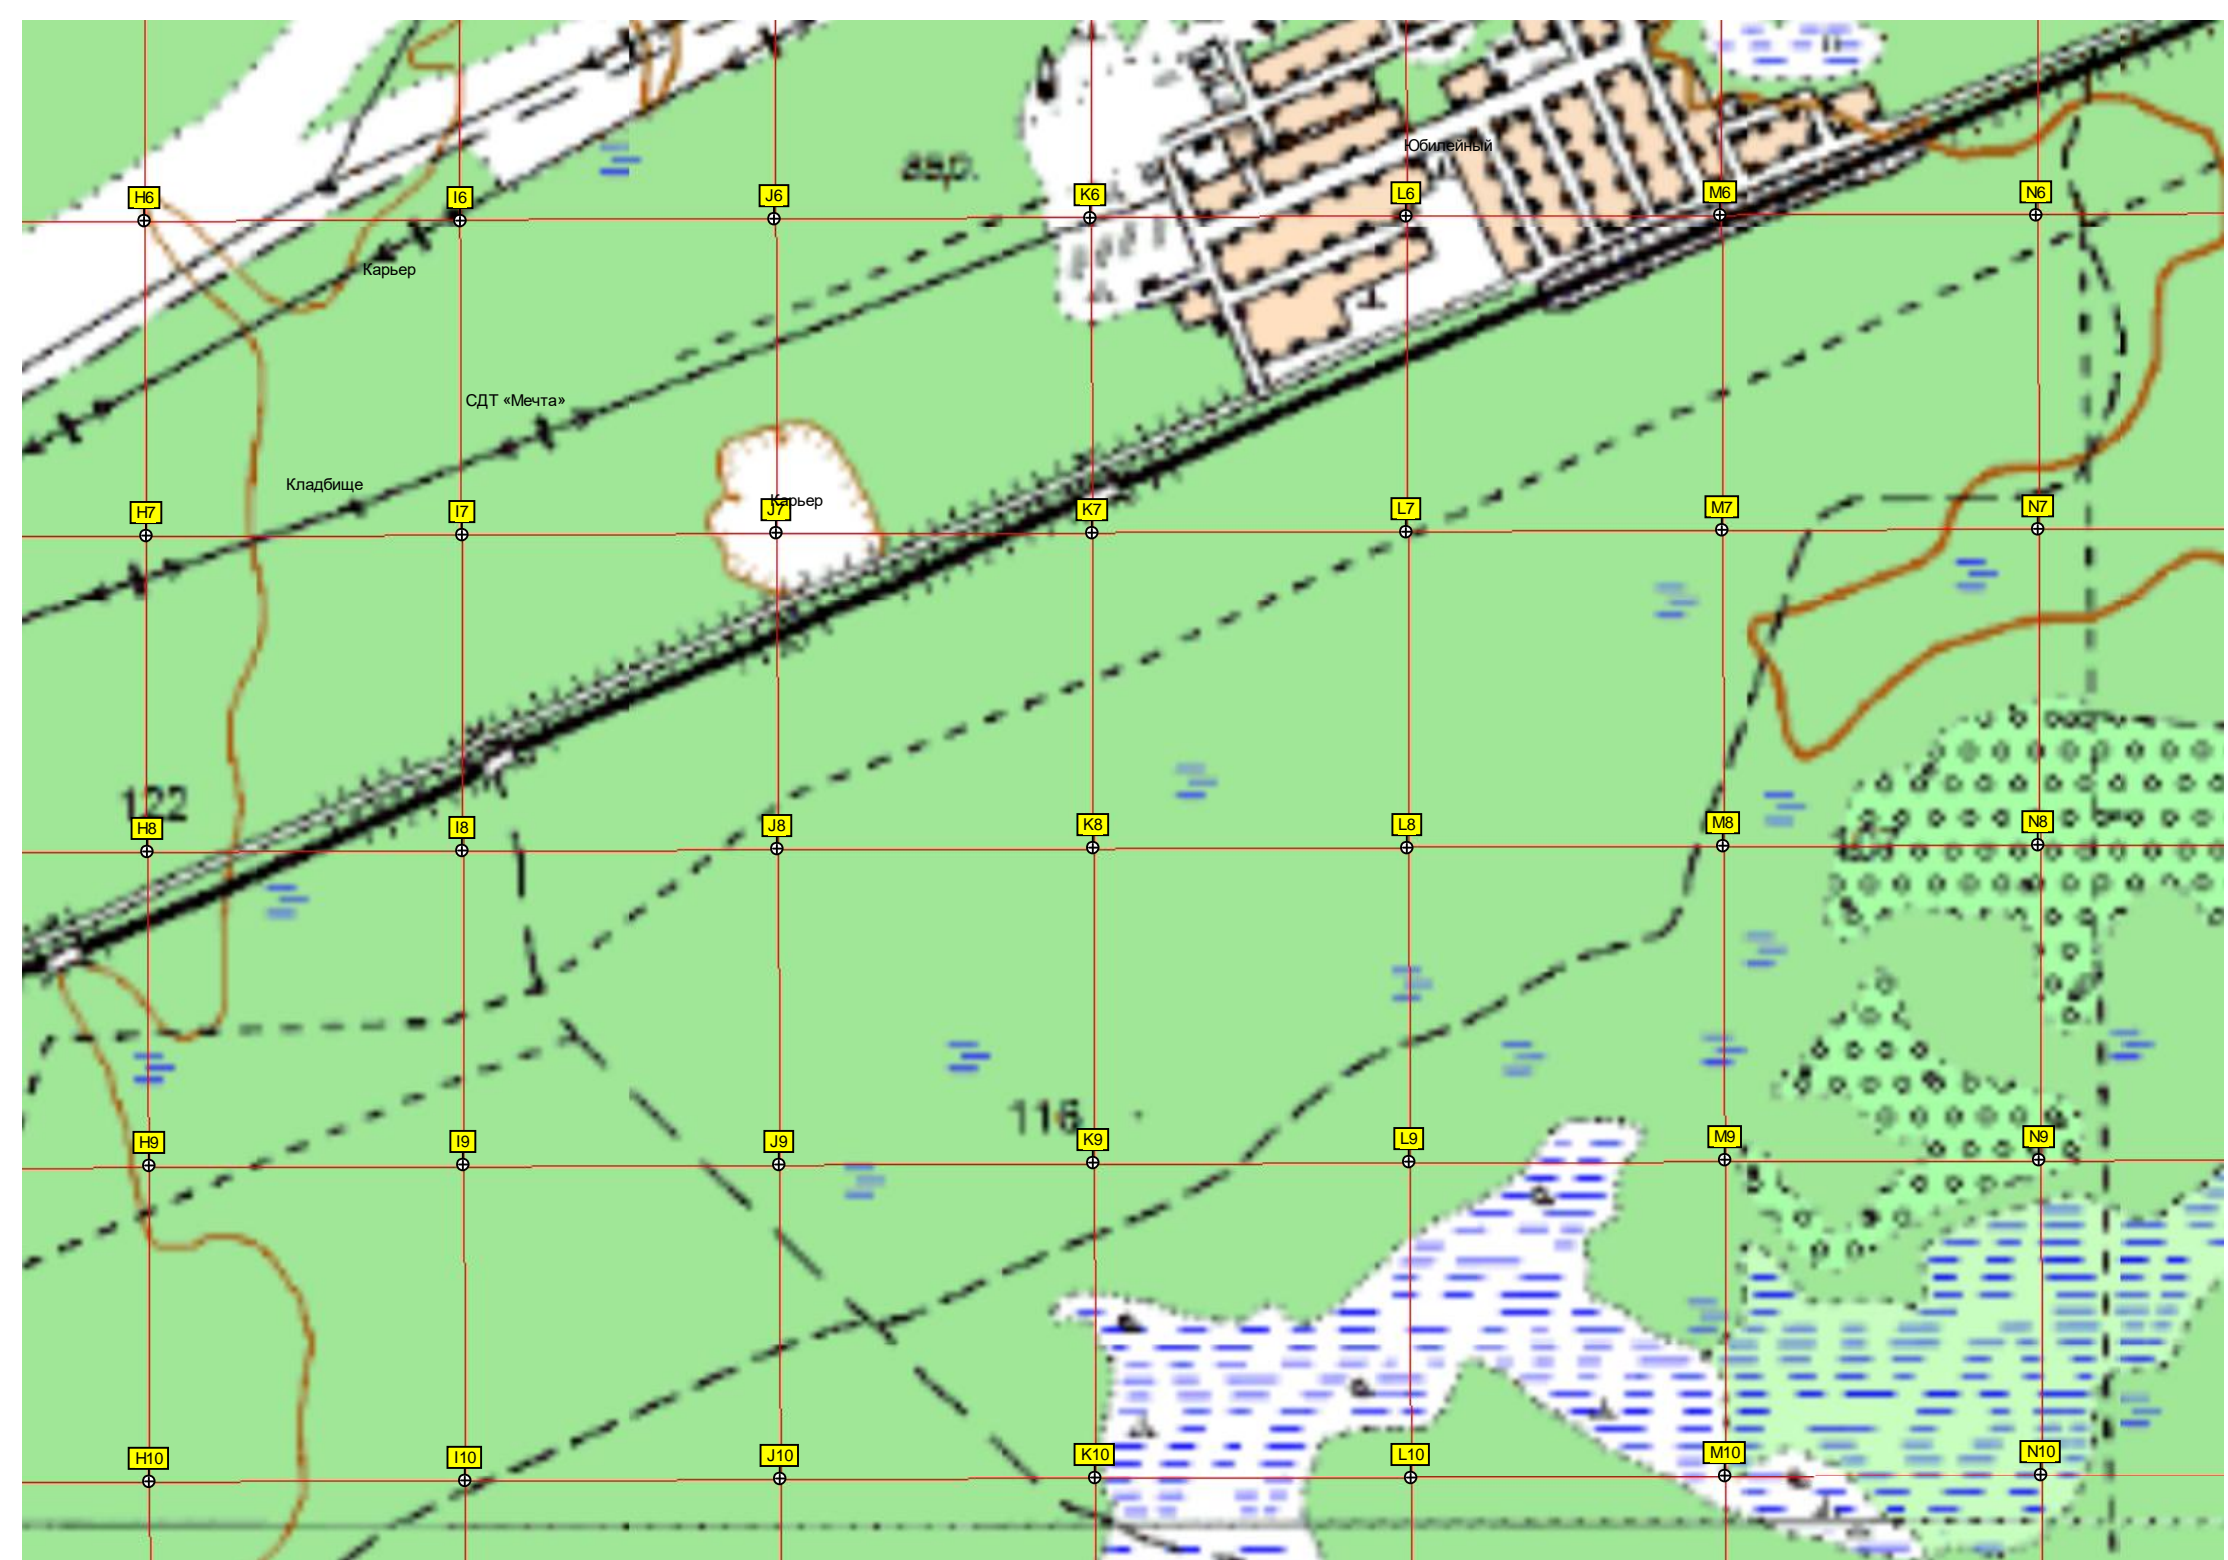 аэр.
Юбилейный
H6 I6 J6 K6 L6 M6 N6
Карьер
СДТ «Мечта»
Кладбище
Карьер
H7 I7 J7 K7 L7 M7 N7
122
H8 I8 J8 K8 L8 M8 N8
116
H9 I9 J9 K9 L9 M9 N9
H10 I10 J10 K10 L10 M10 N10